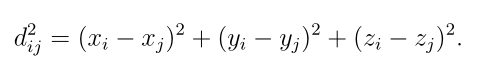 $d_{ij}^2 = (x_i - x_j)^2 + (y_i - y_j)^2 + (z_i - z_j)^2.$